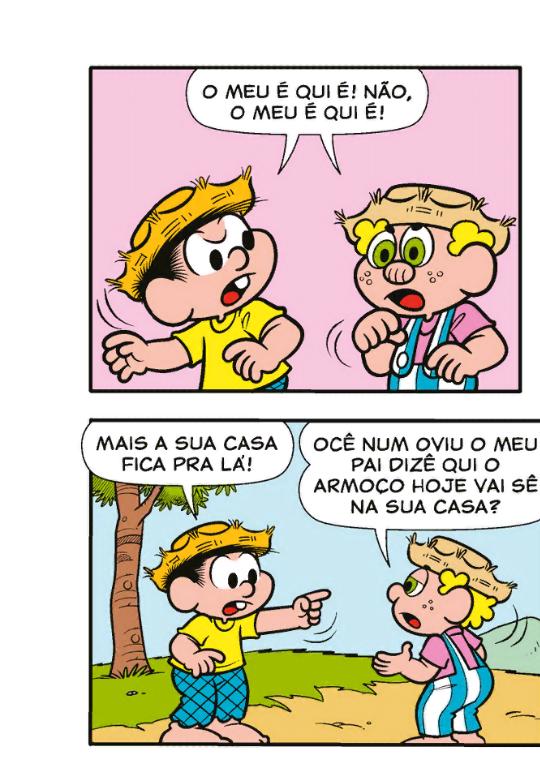 O MEU É QUI É! NÃO,
O MEU É QUI É!
MAIS A SUA CASA
FICA PRA LÁ!
OCÊ NUM OVIU O MEU
PAI DIZÊ QUI O
ARMOÇO HOJE VAI SÊ
NA SUA CASA?